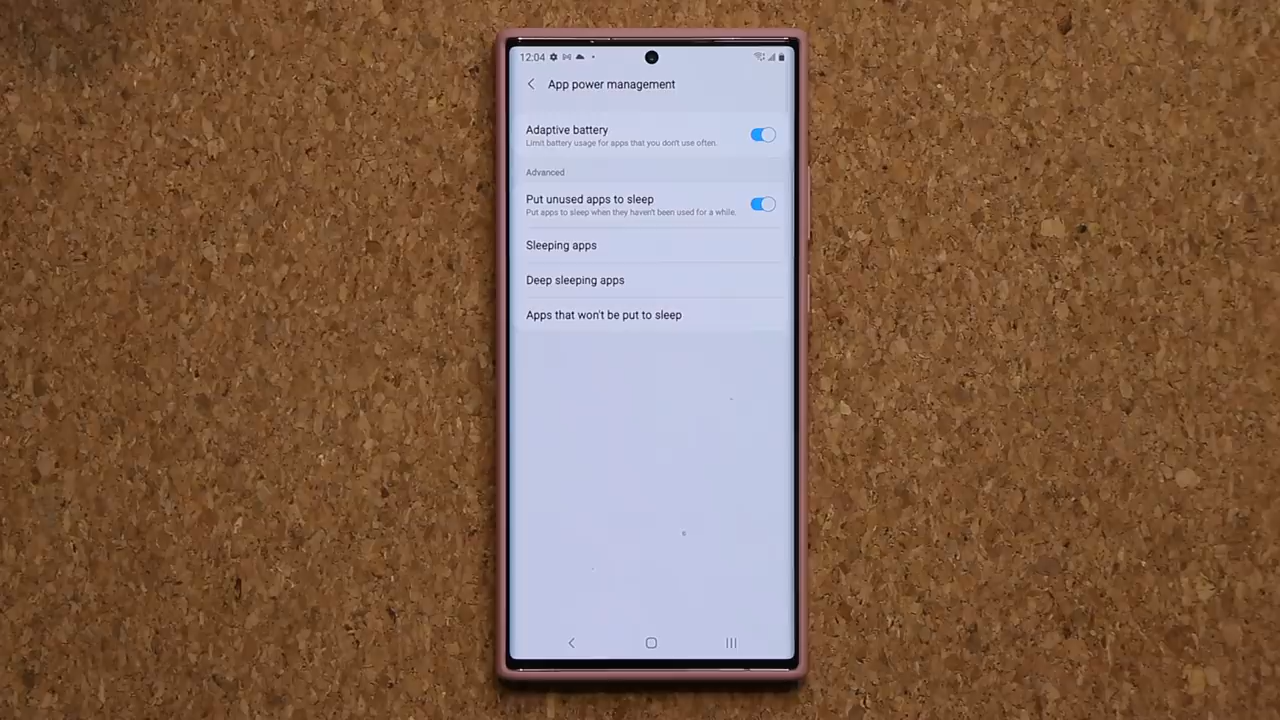 12:04
App power management
Adaptive battery
Limit battery usage for apps that you don't use often.
Advanced
Put unused apps to sleep
Put apps to sleep when they haven't been used for a while.
Sleeping apps
Deep sleeping apps
Apps that won't be put to sleep